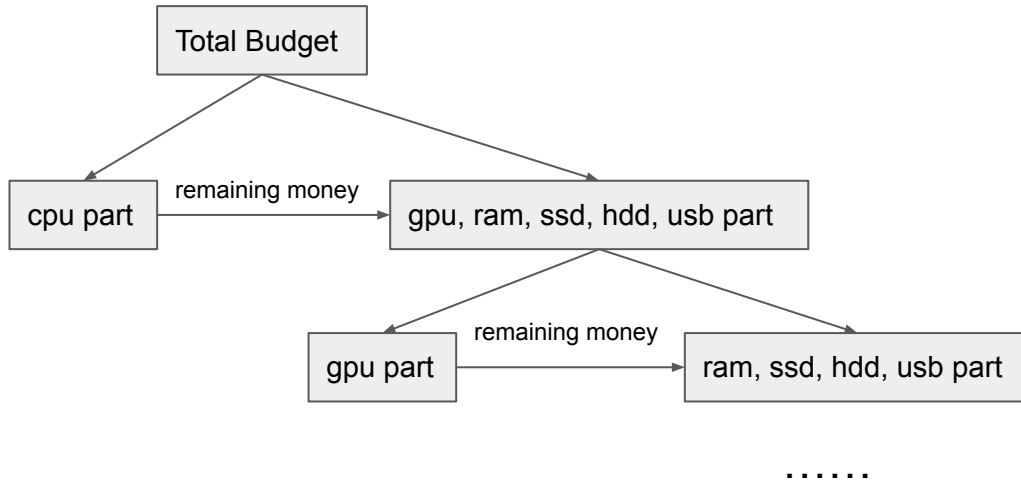 Total Budget
cpu part
remaining money
gpu, ram, ssd, hdd, usb part
gpu part
remaining money
ram, ssd, hdd, usb part
......